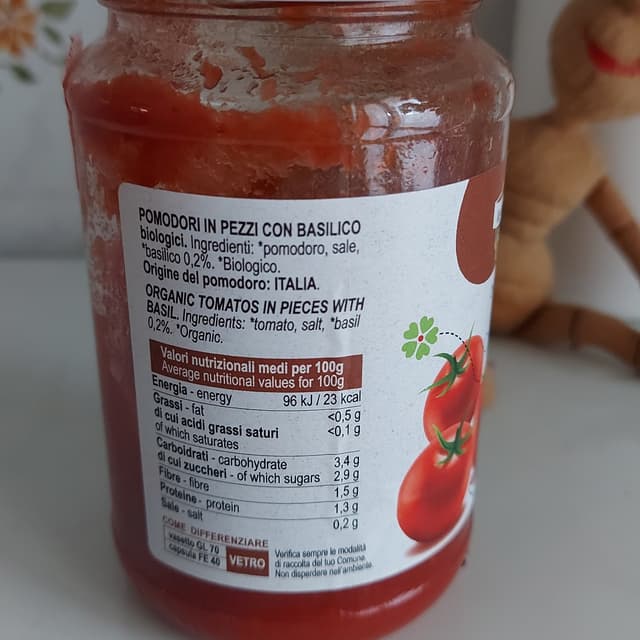 POMODORI IN PEZZI CON BASILICO
biologici. Ingredienti: *pomodoro, sale,
*basilico 0,2%. *Biologico.
Origine del pomodoro: ITALIA.
ORGANIC TOMATOS IN PIECES WITH
BASIL. Ingredients: *tomato, salt, *basil
0,2%. *Organic.
Valori nutrizionali medi per 100g
Average nutritional values for 100g
Energia - energy 96 kJ / 23 kcal
Grassi - fat <0,5 g
di cui acidi grassi saturi <0,1 g
of which saturates
Carboidrati - carbohydrate 3,4 g
di cui zuccheri - of which sugars 2,9 g
Fibre - fibre 1,5 g
Proteine - protein 1,3 g
Sale - salt 0,2 g
COME DIFFERENZIARE
vasetto GL 70
capsula FE 40
VETRO
Verifica sempre le modalità
di raccolta del tuo Comune.
Non disperdere nell'ambiente.